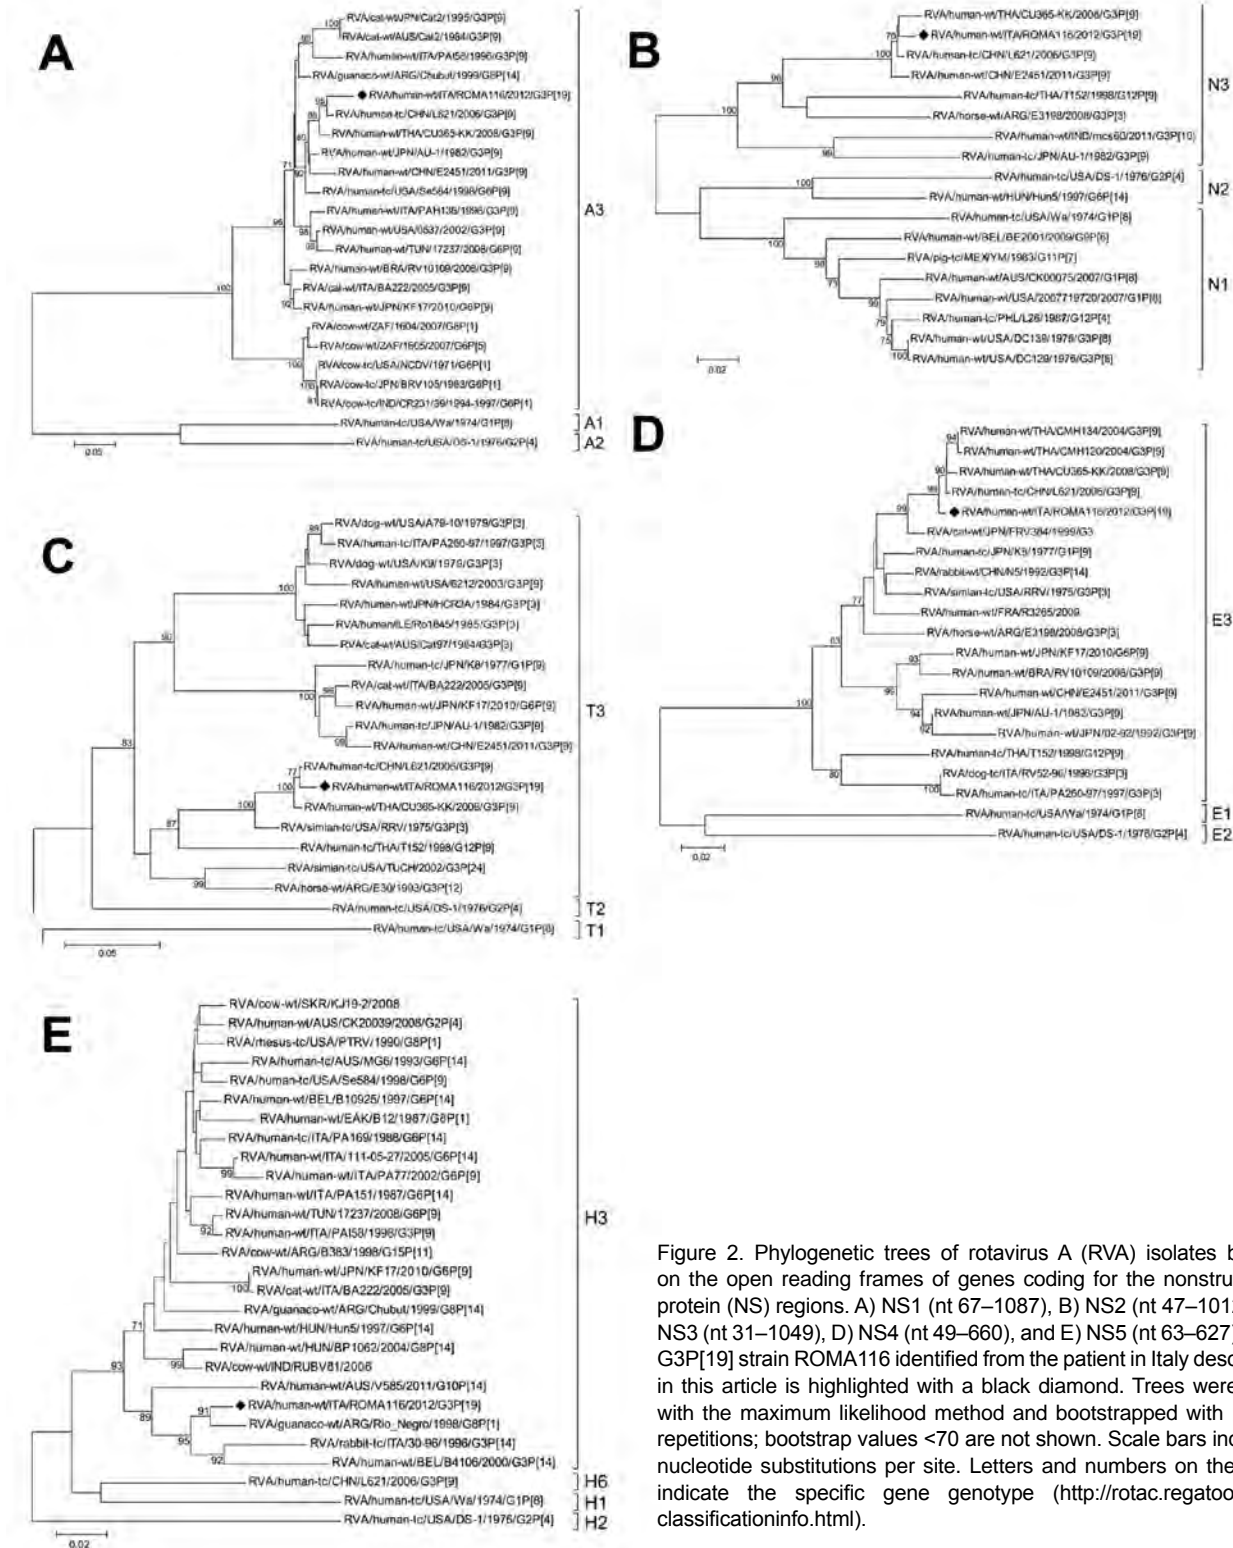 A
RVA/cat-wt/JPN/Cat2/1995/G3P[9]
RVA/cat-wt/AUS/Cat2/1984/G3P[9]
RVA/human-wt/ITA/PAI58/1996/G3P[9]
RVA/guanaco-wt/ARG/Chubut/1999/G8P[14]
RVA/human-wt/ITA/ROMA116/2012/G3P[19]
RVA/human-tc/CHN/L621/2006/G3P[9]
RVA/human-wt/THA/CU365-KK/2008/G3P[9]
RVA/human-wt/JPN/AU-1/1982/G3P[9]
RVA/human-wt/CHN/E2451/2011/G3P[9]
RVA/human-tc/USA/Se584/1998/G6P[9]
RVA/human-wt/ITA/PAH136/1996/G3P[9]
RVA/human-wt/USA/0537/2002/G3P[9]
RVA/human-wt/TUN/17237/2008/G6P[9]
RVA/human-wt/BRA/RV10109/2008/G3P[9]
RVA/cat-wt/ITA/BA222/2005/G3P[9]
RVA/human-wt/JPN/KF17/2010/G6P[9]
RVA/cow-wt/ZAF/1604/2007/G8P[1]
RVA/cow-wt/ZAF/1605/2007/G6P[5]
RVA/cow-tc/USA/NCDV/1971/G6P[1]
RVA/cow-tc/JPN/BRV105/1983/G6P[1]
RVA/cow-tc/IND/CR231/39/1994-1997/G6P[1]
RVA/human-tc/USA/Wa/1974/G1P[8]
RVA/human-tc/USA/DS-1/1976/G2P[4]
A3
A1
A2
0.05
B
RVA/human-wt/THA/CU365-KK/2008/G3P[9]
RVA/human-wt/ITA/ROMA116/2012/G3P[19]
RVA/human-tc/CHN/L621/2006/G3P[9]
RVA/human-wt/CHN/E2451/2011/G3P[9]
RVA/human-tc/THA/T152/1998/G12P[9]
RVA/horse-wt/ARG/E3198/2008/G3P[3]
RVA/human-wt/IND/mcs60/2011/G3P[10]
RVA/human-tc/JPN/AU-1/1982/G3P[9]
RVA/human-tc/USA/DS-1/1976/G2P[4]
RVA/human-wt/HUN/Hun5/1997/G6P[14]
RVA/human-tc/USA/Wa/1974/G1P[8]
RVA/human-wt/BEL/BE2001/2009/G9P[6]
RVA/pig-tc/MEX/YM/1983/G11P[7]
RVA/human-wt/AUS/CK00075/2007/G1P[8]
RVA/human-wt/USA/2007719720/2007/G1P[8]
RVA/human-tc/PHL/L26/1987/G12P[4]
RVA/human-wt/USA/DC139/1976/G3P[8]
RVA/human-wt/USA/DC129/1976/G3P[8]
N3
N2
N1
0.02
C
RVA/dog-wt/USA/A79-10/1979/G3P[3]
RVA/human-tc/ITA/PA260-97/1997/G3P[3]
RVA/dog-wt/USA/K9/1979/G3P[3]
RVA/human-wt/USA/6212/2003/G3P[9]
RVA/human-wt/JPN/HCR3A/1984/G3P[3]
RVA/human/ILE/Ro1845/1985/G3P[3]
RVA/cat-wt/AUS/Cat97/1984/G3P[3]
RVA/human-tc/JPN/K8/1977/G1P[9]
RVA/cat-wt/ITA/BA222/2005/G3P[9]
RVA/human-wt/JPN/KF17/2010/G6P[9]
RVA/human-tc/JPN/AU-1/1982/G3P[9]
RVA/human-wt/CHN/E2451/2011/G3P[9]
RVA/human-tc/CHN/L621/2006/G3P[9]
RVA/human-wt/ITA/ROMA116/2012/G3P[19]
RVA/human-wt/THA/CU365-KK/2008/G3P[9]
RVA/simian-tc/USA/RRV/1975/G3P[3]
RVA/human-tc/THA/T152/1998/G12P[9]
RVA/simian-tc/USA/TUCH/2002/G3P[24]
RVA/horse-wt/ARG/E30/1993/G3P[12]
RVA/human-tc/USA/DS-1/1976/G2P[4]
RVA/human-tc/USA/Wa/1974/G1P[8]
T3
T2
T1
0.05
D
RVA/human-wt/THA/CMH134/2004/G3P[9]
RVA/human-wt/THA/CMH120/2004/G3P[9]
RVA/human-wt/THA/CU365-KK/2008/G3P[9]
RVA/human-tc/CHN/L621/2006/G3P[9]
RVA/human-wt/ITA/ROMA116/2012/G3P[19]
RVA/cat-wt/JPN/FRV384/1999/G3
RVA/human-tc/JPN/K8/1977/G1P[9]
RVA/rabbit-wt/CHN/N5/1992/G3P[14]
RVA/simian-tc/USA/RRV/1975/G3P[3]
RVA/human-wt/FRA/R3265/2009
RVA/horse-wt/ARG/E3198/2008/G3P[3]
RVA/human-wt/JPN/KF17/2010/G6P[9]
RVA/human-wt/BRA/RV10109/2008/G3P[9]
RVA/human-wt/CHN/E2451/2011/G3P[9]
RVA/human-wt/JPN/AU-1/1983/G3P[9]
RVA/human-wt/JPN/02-92/1992/G3P[9]
RVA/human-tc/THA/T152/1998/G12P[9]
RVA/dog-tc/ITA/RV52-96/1996/G3P[3]
RVA/human-tc/ITA/PA260-97/1997/G3P[3]
RVA/human-tc/USA/Wa/1974/G1P[8]
RVA/human-tc/USA/DS-1/1976/G2P[4]
E3
E1
E2
0.02
E
RVA/cow-wt/SKR/KJ19-2/2008
RVA/human-wt/AUS/CK20039/2008/G2P[4]
RVA/rhesus-tc/USA/PTRV/1990/G8P[1]
RVA/human-tc/AUS/MG6/1993/G6P[14]
RVA/human-tc/USA/Se584/1998/G6P[9]
RVA/human-wt/BEL/B10925/1997/G6P[14]
RVA/human-wt/EAK/B12/1987/G8P[1]
RVA/human-tc/ITA/PA169/1988/G6P[14]
RVA/human-wt/ITA/111-05-27/2005/G6P[14]
RVA/human-wt/ITA/PA77/2002/G6P[9]
RVA/human-wt/ITA/PA151/1987/G6P[14]
RVA/human-wt/TUN/17237/2008/G6P[9]
RVA/human-wt/ITA/PAI58/1996/G3P[9]
RVA/cow-wt/ARG/B383/1998/G15P[11]
RVA/human-wt/JPN/KF17/2010/G6P[9]
RVA/cat-wt/ITA/BA222/2005/G3P[9]
RVA/guanaco-wt/ARG/Chubut/1999/G8P[14]
RVA/human-wt/HUN/Hun5/1997/G6P[14]
RVA/human-wt/HUN/BP1062/2004/G8P[14]
RVA/cow-wt/IND/RUBV81/2006
RVA/human-wt/AUS/V585/2011/G10P[14]
RVA/human-wt/ITA/ROMA116/2012/G3P[19]
RVA/guanaco-wt/ARG/Rio_Negro/1998/G8P[1]
RVA/rabbit-tc/ITA/30-96/1996/G3P[14]
RVA/human-wt/BEL/B4106/2000/G3P[14]
RVA/human-tc/CHN/L621/2006/G3P[9]
RVA/human-tc/USA/Wa/1974/G1P[8]
RVA/human-tc/USA/DS-1/1976/G2P[4]
H3
H6
H1
H2
0.02
Figure 2. Phylogenetic trees of rotavirus A (RVA) isolates b
on the open reading frames of genes coding for the nonstru
protein (NS) regions. A) NS1 (nt 67–1087), B) NS2 (nt 47–101
NS3 (nt 31–1049), D) NS4 (nt 49–660), and E) NS5 (nt 63–627)
G3P[19] strain ROMA116 identified from the patient in Italy desc
in this article is highlighted with a black diamond. Trees were
with the maximum likelihood method and bootstrapped with
repetitions; bootstrap values <70 are not shown. Scale bars inc
nucleotide substitutions per site. Letters and numbers on the
indicate the specific gene genotype (http://rotac.regatoo
classificationinfo.html).